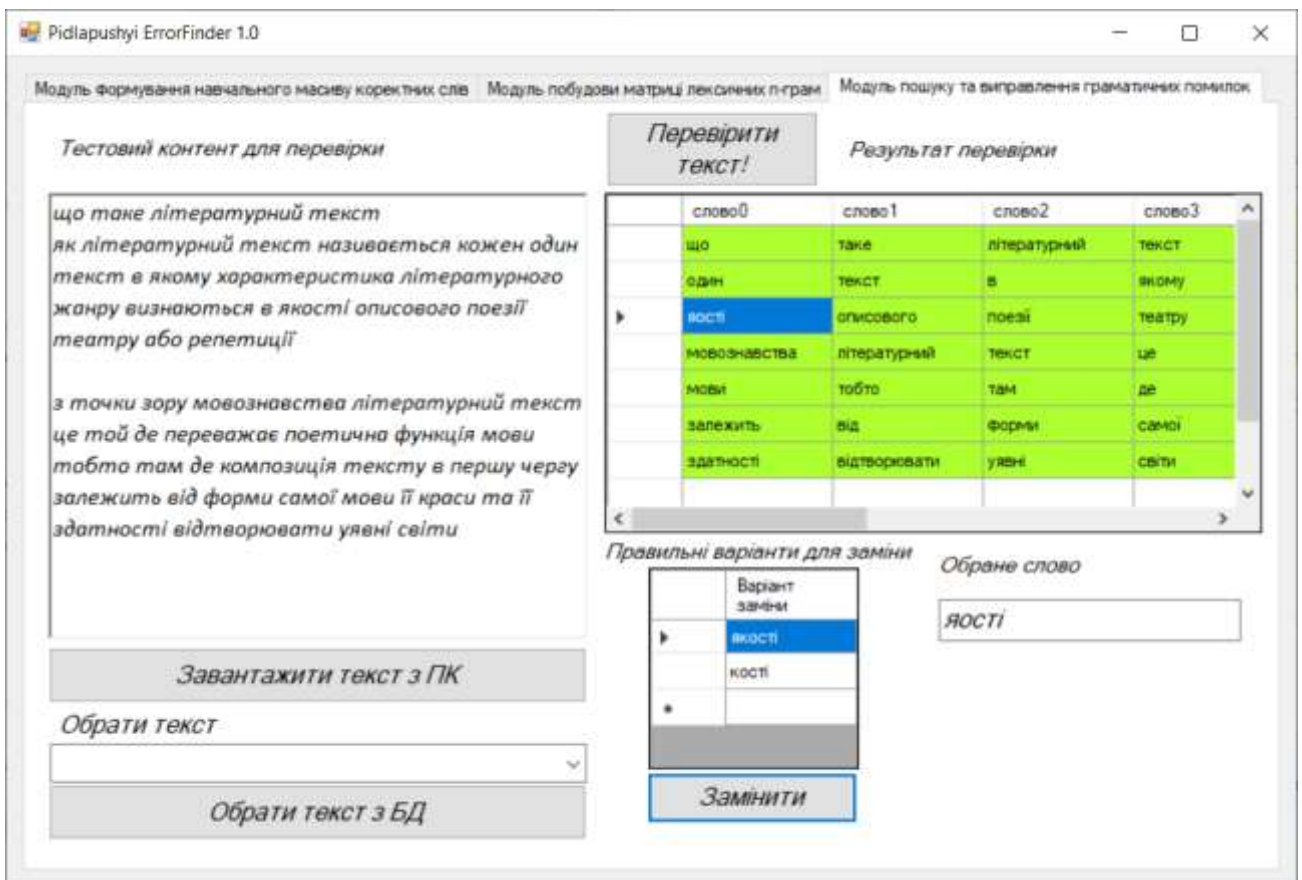 Pidlapushyi ErrorFinder 1.0
Модуль формування навчального масиву коректних слів Модуль побудови матриці лексичних n-грам Модуль пошуку та виправлення граматичних помилок
Тестовий контент для перевірки
Перевірити
текст!
Результат перевірки
що таке літературний текст
як літературний текст називається кожен один
текст в якому характеристика літературного
жанру визнаються в якості описового поезії
театру або репетиції
з точки зору мовознавства літературний текст
це той де переважає поетична функція мови
тобто там де композиція тексту в першу чергу
залежить від форми самої мови її краси та її
здатності відтворювати уявні світи
слово0 слово1 слово2 слово3
що таке літературний текст
один текст в якому
яості описового поезії театру
мовознавства літературний текст це
мови тобто там де
залежить від форми самої
здатності відтворювати уявні світи
Правильні варіанти для заміни
Варіант
заміни
якості
кості
Замінити
Обране слово
яості
Завантажити текст з ПК
Обрати текст
Обрати текст з БД